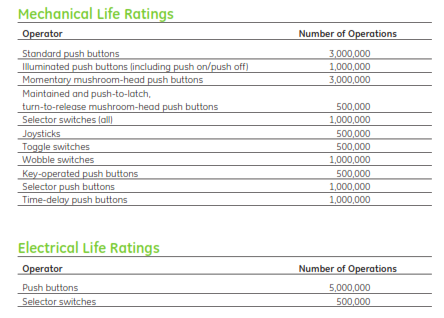 Mechanical Life Ratings
Operator Number of Operations
Standard push buttons 3,000,000
Illuminated push buttons (including push on/push off) 1,000,000
Momentary mushroom-head push buttons 3,000,000
Maintained and push-to-latch,
turn-to-release mushroom-head push buttons 500,000
Selector switches (all) 1,000,000
Joysticks 500,000
Toggle switches 500,000
Wobble switches 1,000,000
Key-operated push buttons 500,000
Selector push buttons 1,000,000
Time-delay push buttons 1,000,000
Electrical Life Ratings
Operator Number of Operations
Push buttons 5,000,000
Selector switches 500,000